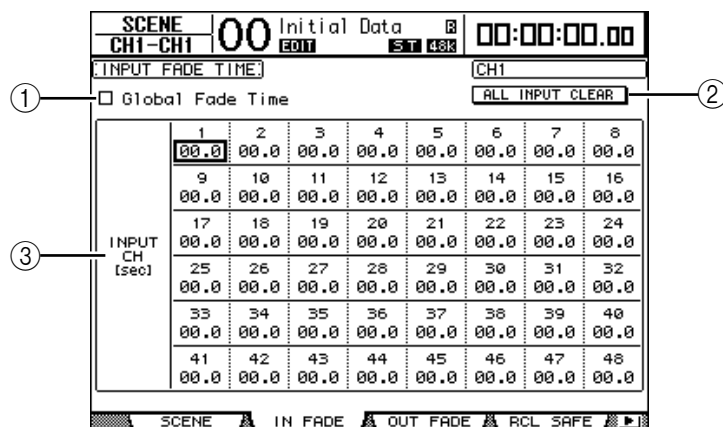 SCENE
CH1-CH1
00
Initial Data
R
EDIT
ST
48k
00:00:00.00
INPUT FADE TIME
CH1
① Global Fade Time
ALL INPUT CLEAR ②
1 2 3 4 5 6 7 8
00.0 00.0 00.0 00.0 00.0 00.0 00.0 00.0
9 10 11 12 13 14 15 16
00.0 00.0 00.0 00.0 00.0 00.0 00.0 00.0
17 18 19 20 21 22 23 24
00.0 00.0 00.0 00.0 00.0 00.0 00.0 00.0
③
INPUT
CH
[sec]
25 26 27 28 29 30 31 32
00.0 00.0 00.0 00.0 00.0 00.0 00.0 00.0
33 34 35 36 37 38 39 40
00.0 00.0 00.0 00.0 00.0 00.0 00.0 00.0
41 42 43 44 45 46 47 48
00.0 00.0 00.0 00.0 00.0 00.0 00.0 00.0
SCENE IN FADE OUT FADE RCL SAFE